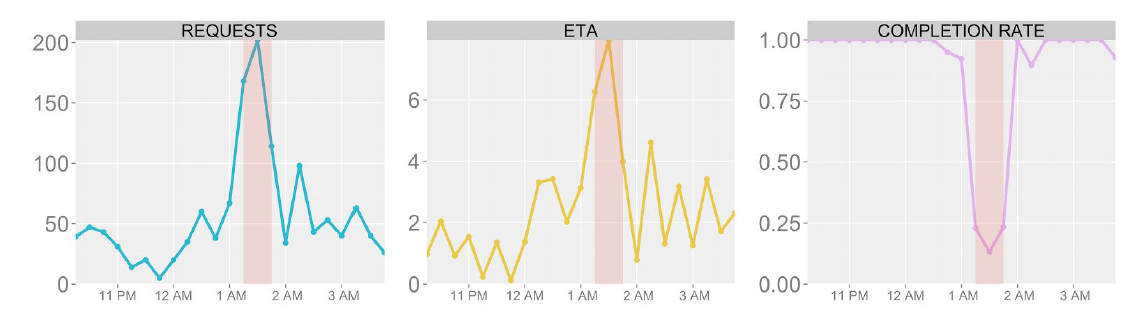 REQUESTS
200
150
100
50
0
11 PM 12 AM 1 AM 2 AM 3 AM
ETA
6
4
2
0
11 PM 12 AM 1 AM 2 AM 3 AM
COMPLETION RATE
1.00
0.75
0.50
0.25
0.00
11 PM 12 AM 1 AM 2 AM 3 AM